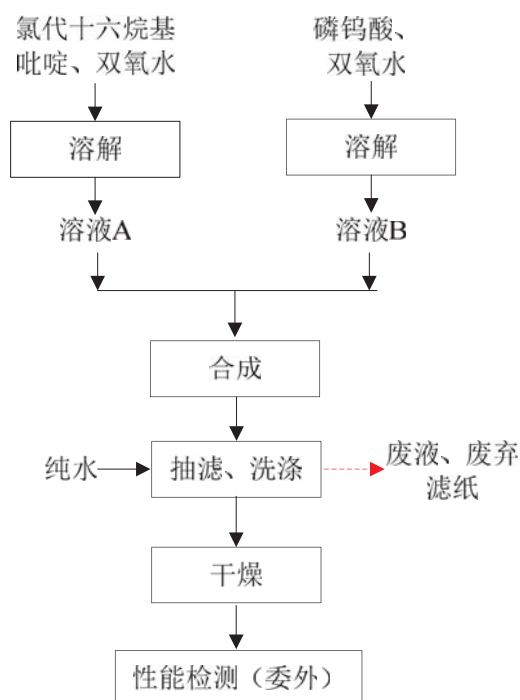 氯代十六烷基
吡啶、双氧水
磷钨酸、
双氧水
溶解
溶解
溶液A
溶液B
合成
纯水
抽滤、洗涤
废液、废弃
滤纸
干燥
性能检测（委外）